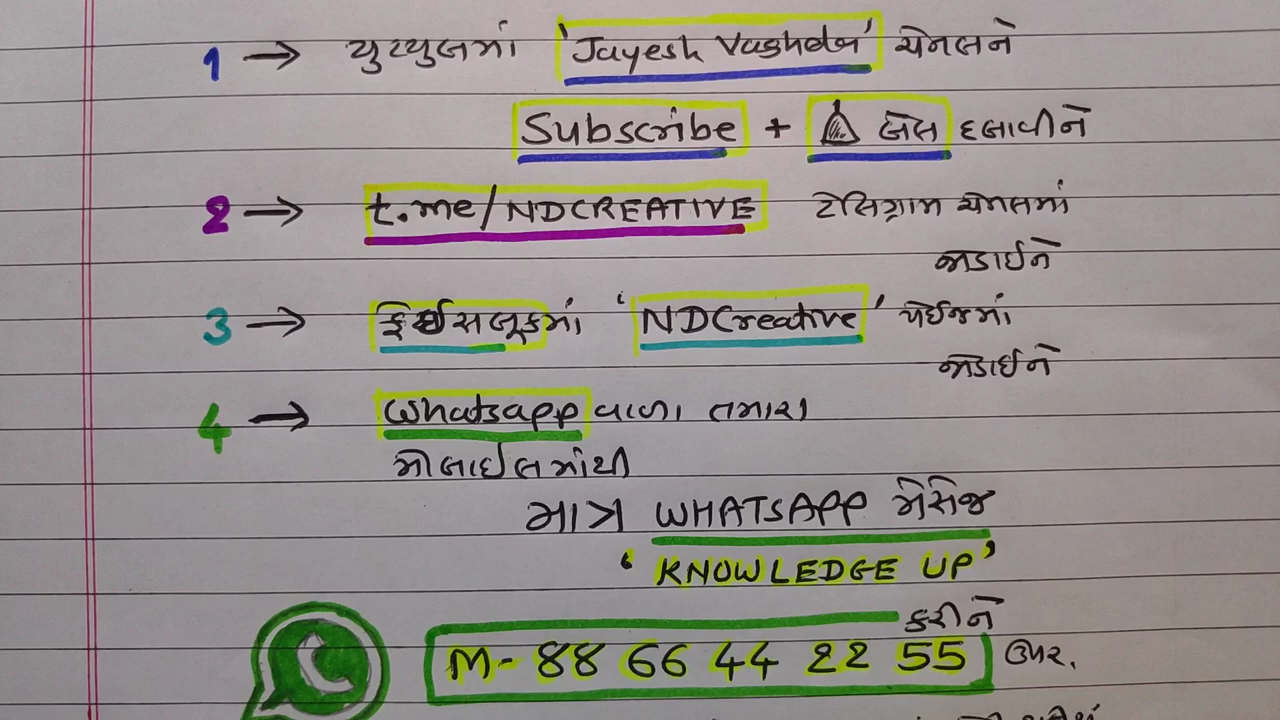 1 → યુટ્યુબમાં 'Jayesh Vaghela' ચેનલને
Subscribe + 🔔 બેલ દબાવીને
2 → t.me/NDCREATIVE ટેલિગ્રામ ચેનલમાં
જોડાઈને
3 → ફેઈસબૂકમાં 'NDCreative' પેઈજમાં
જોડાઈને
4 → Whatsapp વાળા તમારા
મોબાઈલમાંથી
માત્ર WHATSAPP મેસેજ
'KNOWLEDGE UP'
કરીને
M- 88 66 44 22 55 ઉપર.